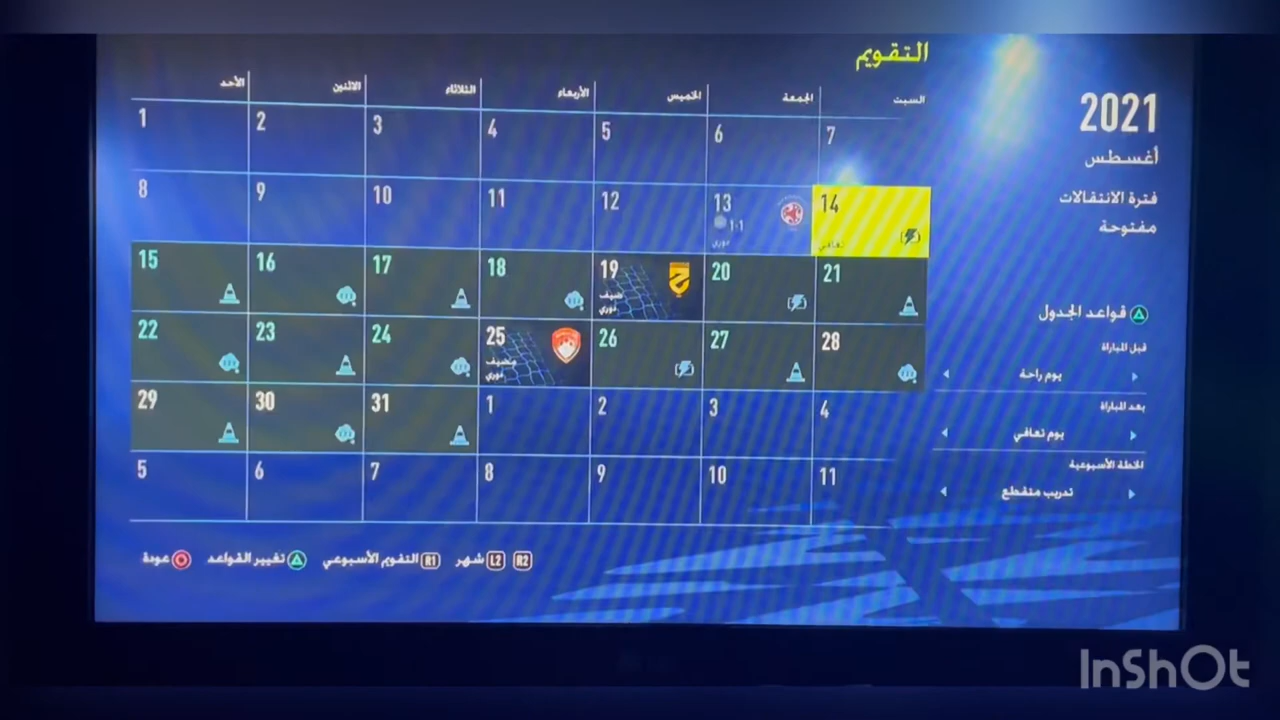 التقويم
الأحد الاثنين الثلاثاء الأربعاء الخميس الجمعة السبت
1 2 3 4 5 6 7
8 9 10 11 12 13 14
1-1
دوري
تعافي
15 16 17 18 19 20 21
ضيف
دوري
22 23 24 25 26 27 28
مضيف
دوري
29 30 31 1 2 3 4
5 6 7 8 9 10 11
2021
أغسطس
فترة الانتقالات
مفتوحة
قواعد الجدول
قبل المباراة
يوم راحة
بعد المباراة
يوم تعافي
الخطة الأسبوعية
تدريب متقطع
عودة تغيير القواعد التقويم الأسبوعي R1 شهر L2 R2
InShOt